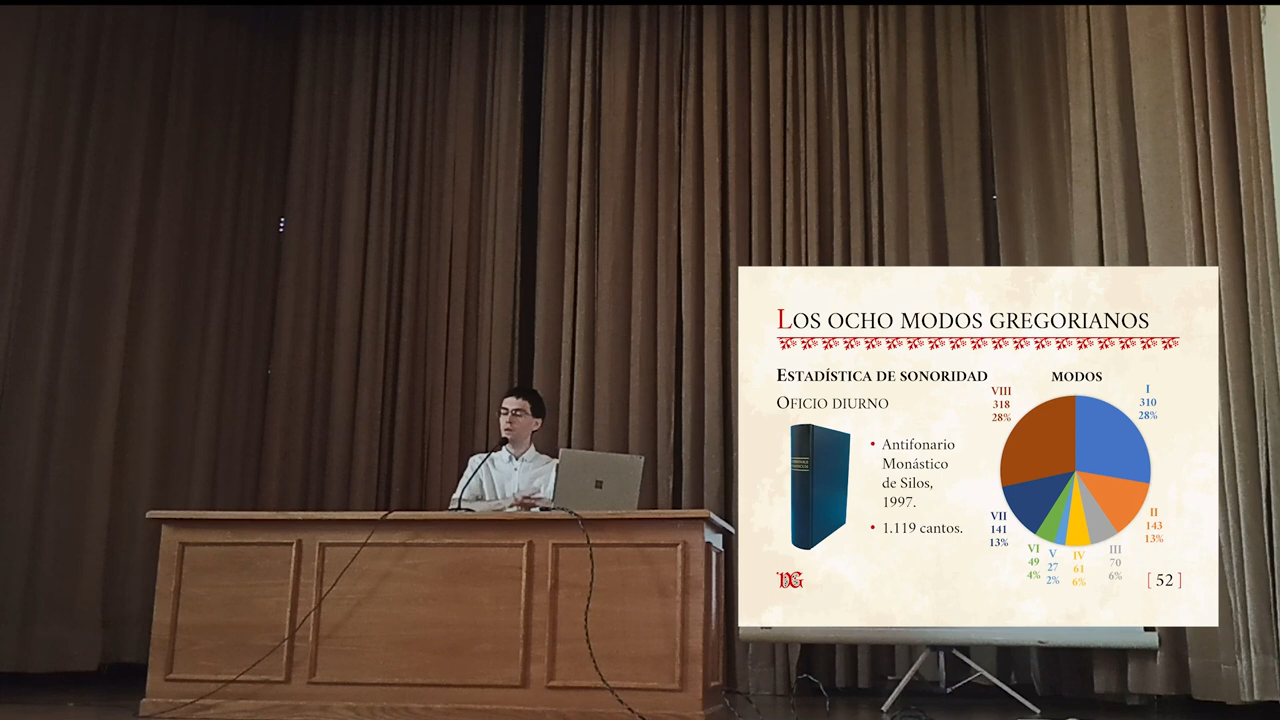 LOS OCHO MODOS GREGORIANOS
ESTADÍSTICA DE SONORIDAD
OFICIO DIURNO
• Antifonario
Monástico
de Silos,
1997.
• 1.119 cantos.
MODOS
I
310
28%
II
143
13%
III
70
6%
IV
61
6%
V
27
2%
VI
49
4%
VII
141
13%
VIII
318
28%
[ 52 ]